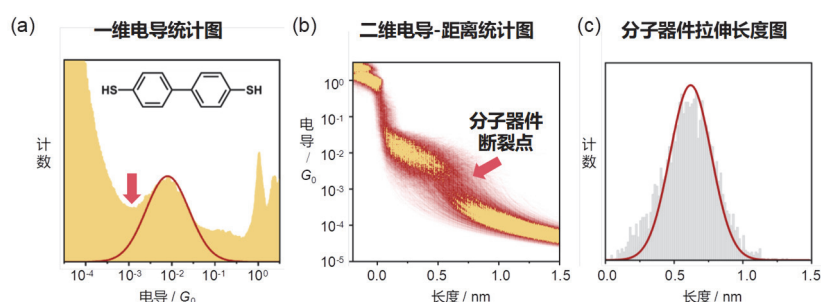 (a) 一维电导统计图
HS
SH
计数
10⁻⁴ 10⁻³ 10⁻² 10⁻¹ 10⁰
电导 / G₀
(b) 二维电导-距离统计图
分子器件
断裂点
电导 / G₀
10⁰
10⁻¹
10⁻²
10⁻³
10⁻⁴
10⁻⁵
0.0 0.5 1.0 1.5
长度 / nm
(c) 分子器件拉伸长度图
计数
0.0 0.5 1.0 1.5
长度 / nm